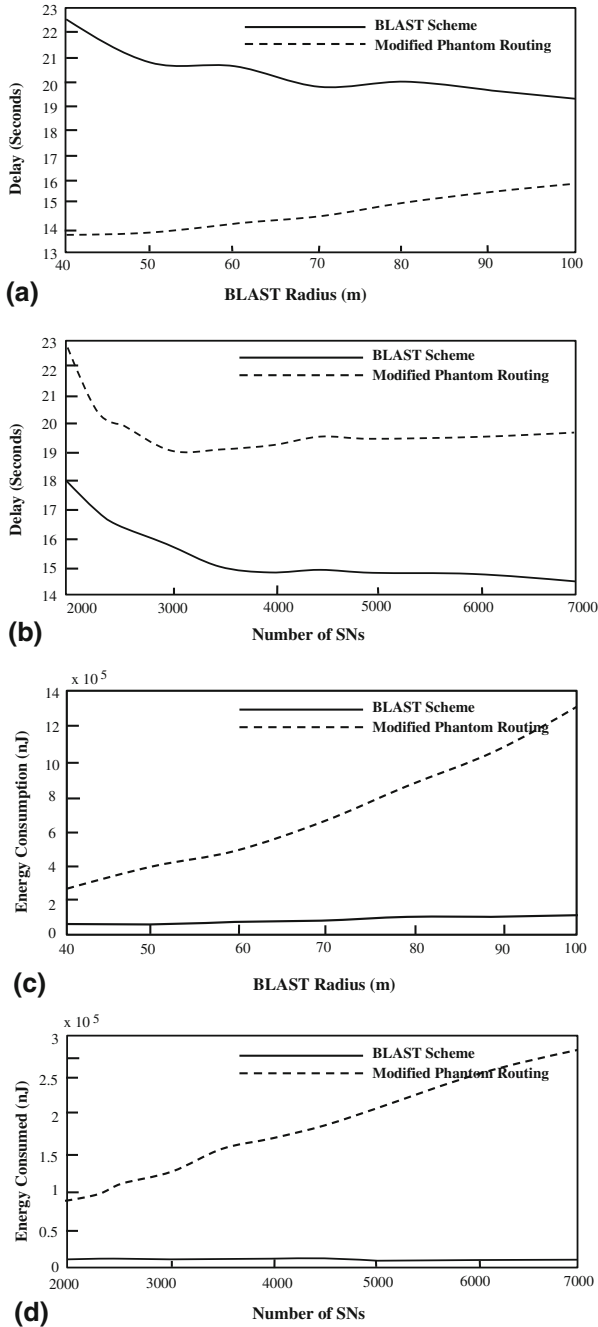 23
22
21
20
19
18
17
16
15
14
13
Delay (Seconds)
BLAST Scheme
Modified Phantom Routing
40 50 60 70 80 90 100
BLAST Radius (m)
(a)
23
22
21
20
19
18
17
16
15
14
Delay (Seconds)
BLAST Scheme
Modified Phantom Routing
2000 3000 4000 5000 6000 7000
Number of SNs
(b)
x 10 5
14
12
10
8
6
4
2
0
Energy Consumption (nJ)
BLAST Scheme
Modified Phantom Routing
40 50 60 70 80 90 100
BLAST Radius (m)
(c)
x 10 5
3
2.5
2
1.5
1
0.5
0
Energy Consumed (nJ)
BLAST Scheme
Modified Phantom Routing
2000 3000 4000 5000 6000 7000
Number of SNs
(d)